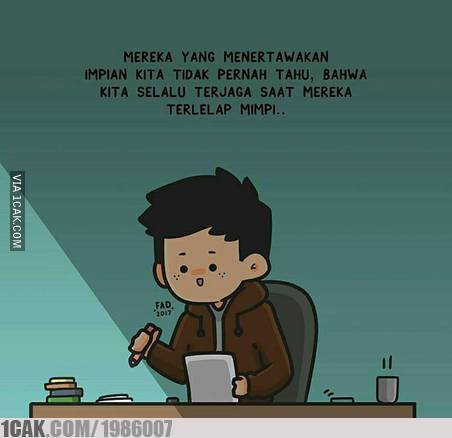 MEREKA YANG MENERTAWAKAN
IMPIAN KITA TIDAK PERNAH TAHU, BAHWA
KITA SELALU TERJAGA SAAT MEREKA
TERLELAP MIMPI..
VIA 1CAK.COM
FAD.
2017
1CAK.COM/1986007